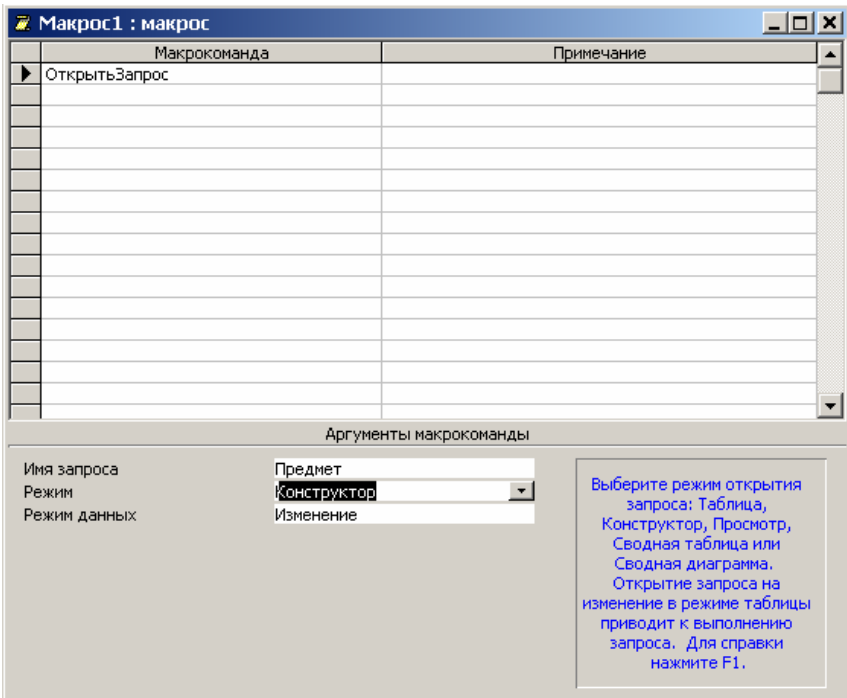 Макрос1 : макрос
Макрокоманда Примечание
ОткрытьЗапрос
Аргументы макрокоманды
Имя запроса Предмет
Режим Конструктор
Режим данных Изменение
Выберите режим открытия
запроса: Таблица,
Конструктор, Просмотр,
Сводная таблица или
Сводная диаграмма.
Открытие запроса на
изменение в режиме таблицы
приводит к выполнению
запроса. Для справки
нажмите F1.